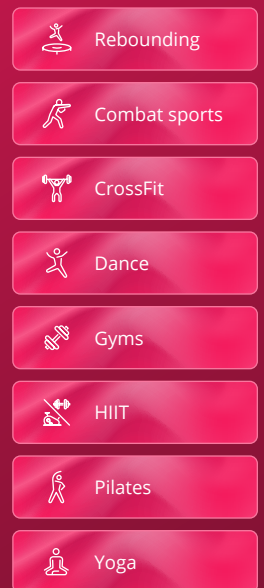 Rebounding
Combat sports
CrossFit
Dance
Gyms
HIIT
Pilates
Yoga